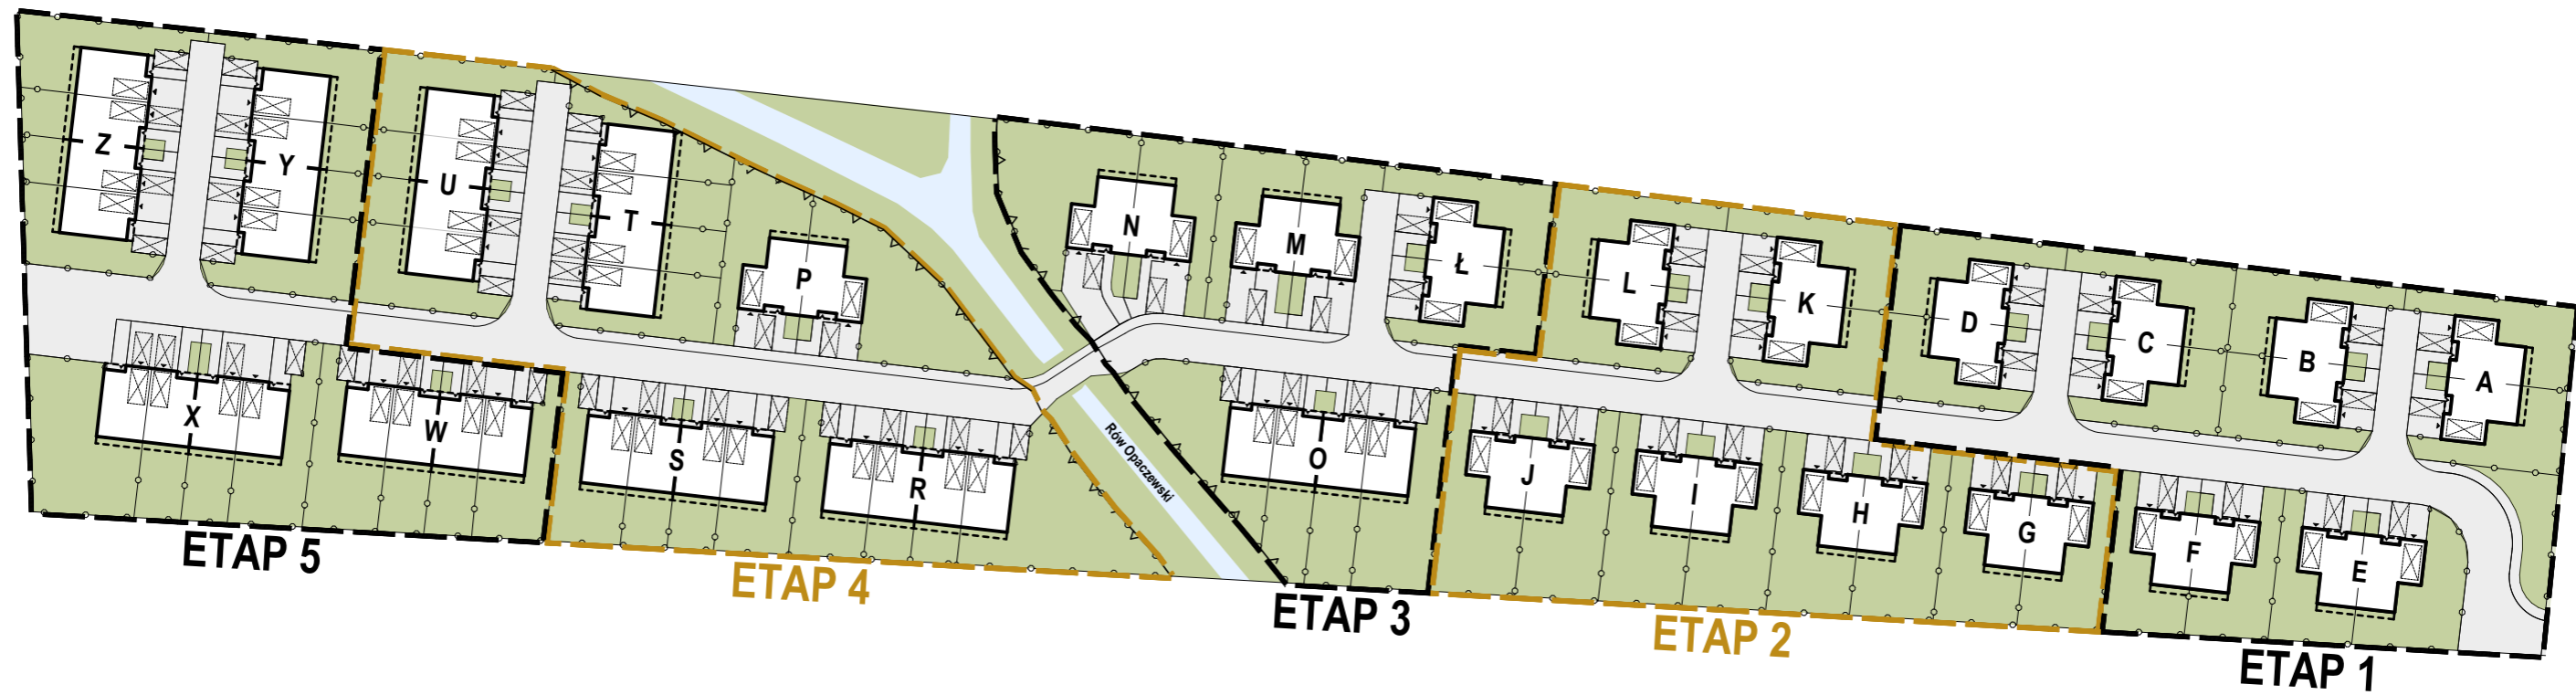 Z
Y
U
T
P
N
M
Ł
L
K
D
C
B
A
X
W
S
R
O
J
I
H
G
F
E
Rów Opaczewski
ETAP 5
ETAP 4
ETAP 3
ETAP 2
ETAP 1